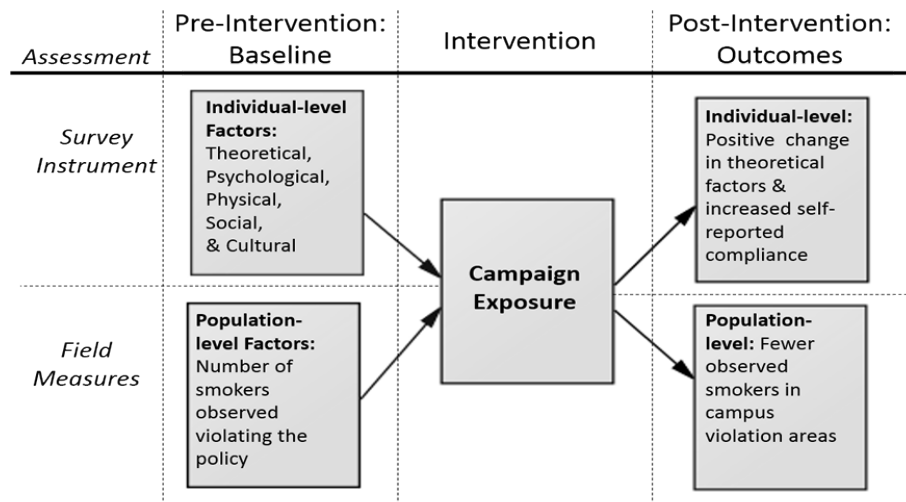 Assessment
Pre-Intervention:
Baseline
Intervention
Post-Intervention:
Outcomes
Survey
Instrument
Individual-level
Factors:
Theoretical,
Psychological,
Physical,
Social,
& Cultural
Campaign
Exposure
Individual-level:
Positive change
in theoretical
factors &
increased self-
reported
compliance
Field
Measures
Population-
level Factors:
Number of
smokers
observed
violating the
policy
Population-
level: Fewer
observed
smokers in
campus
violation areas